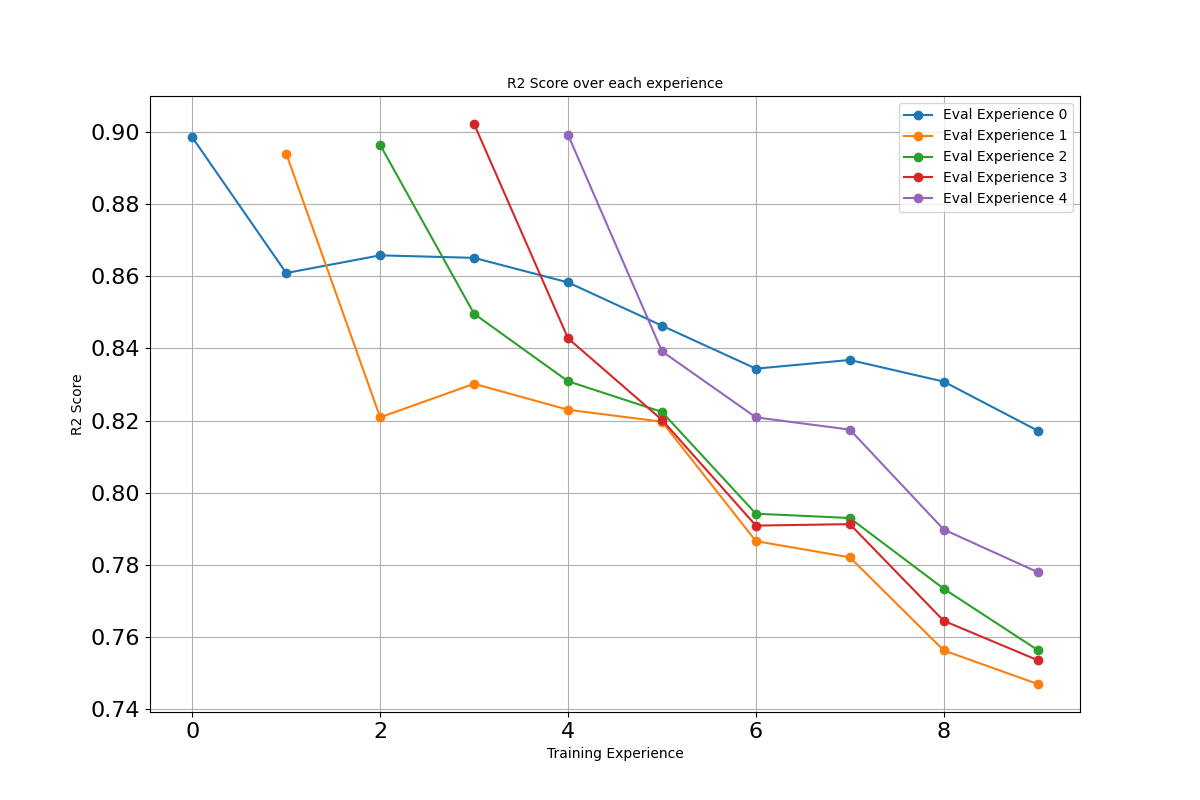 R2 Score over each experience
Eval Experience 0
Eval Experience 1
Eval Experience 2
Eval Experience 3
Eval Experience 4
0.90
0.88
0.86
0.84
0.82
0.80
0.78
0.76
0.74
R2 Score
0 2 4 6 8
Training Experience